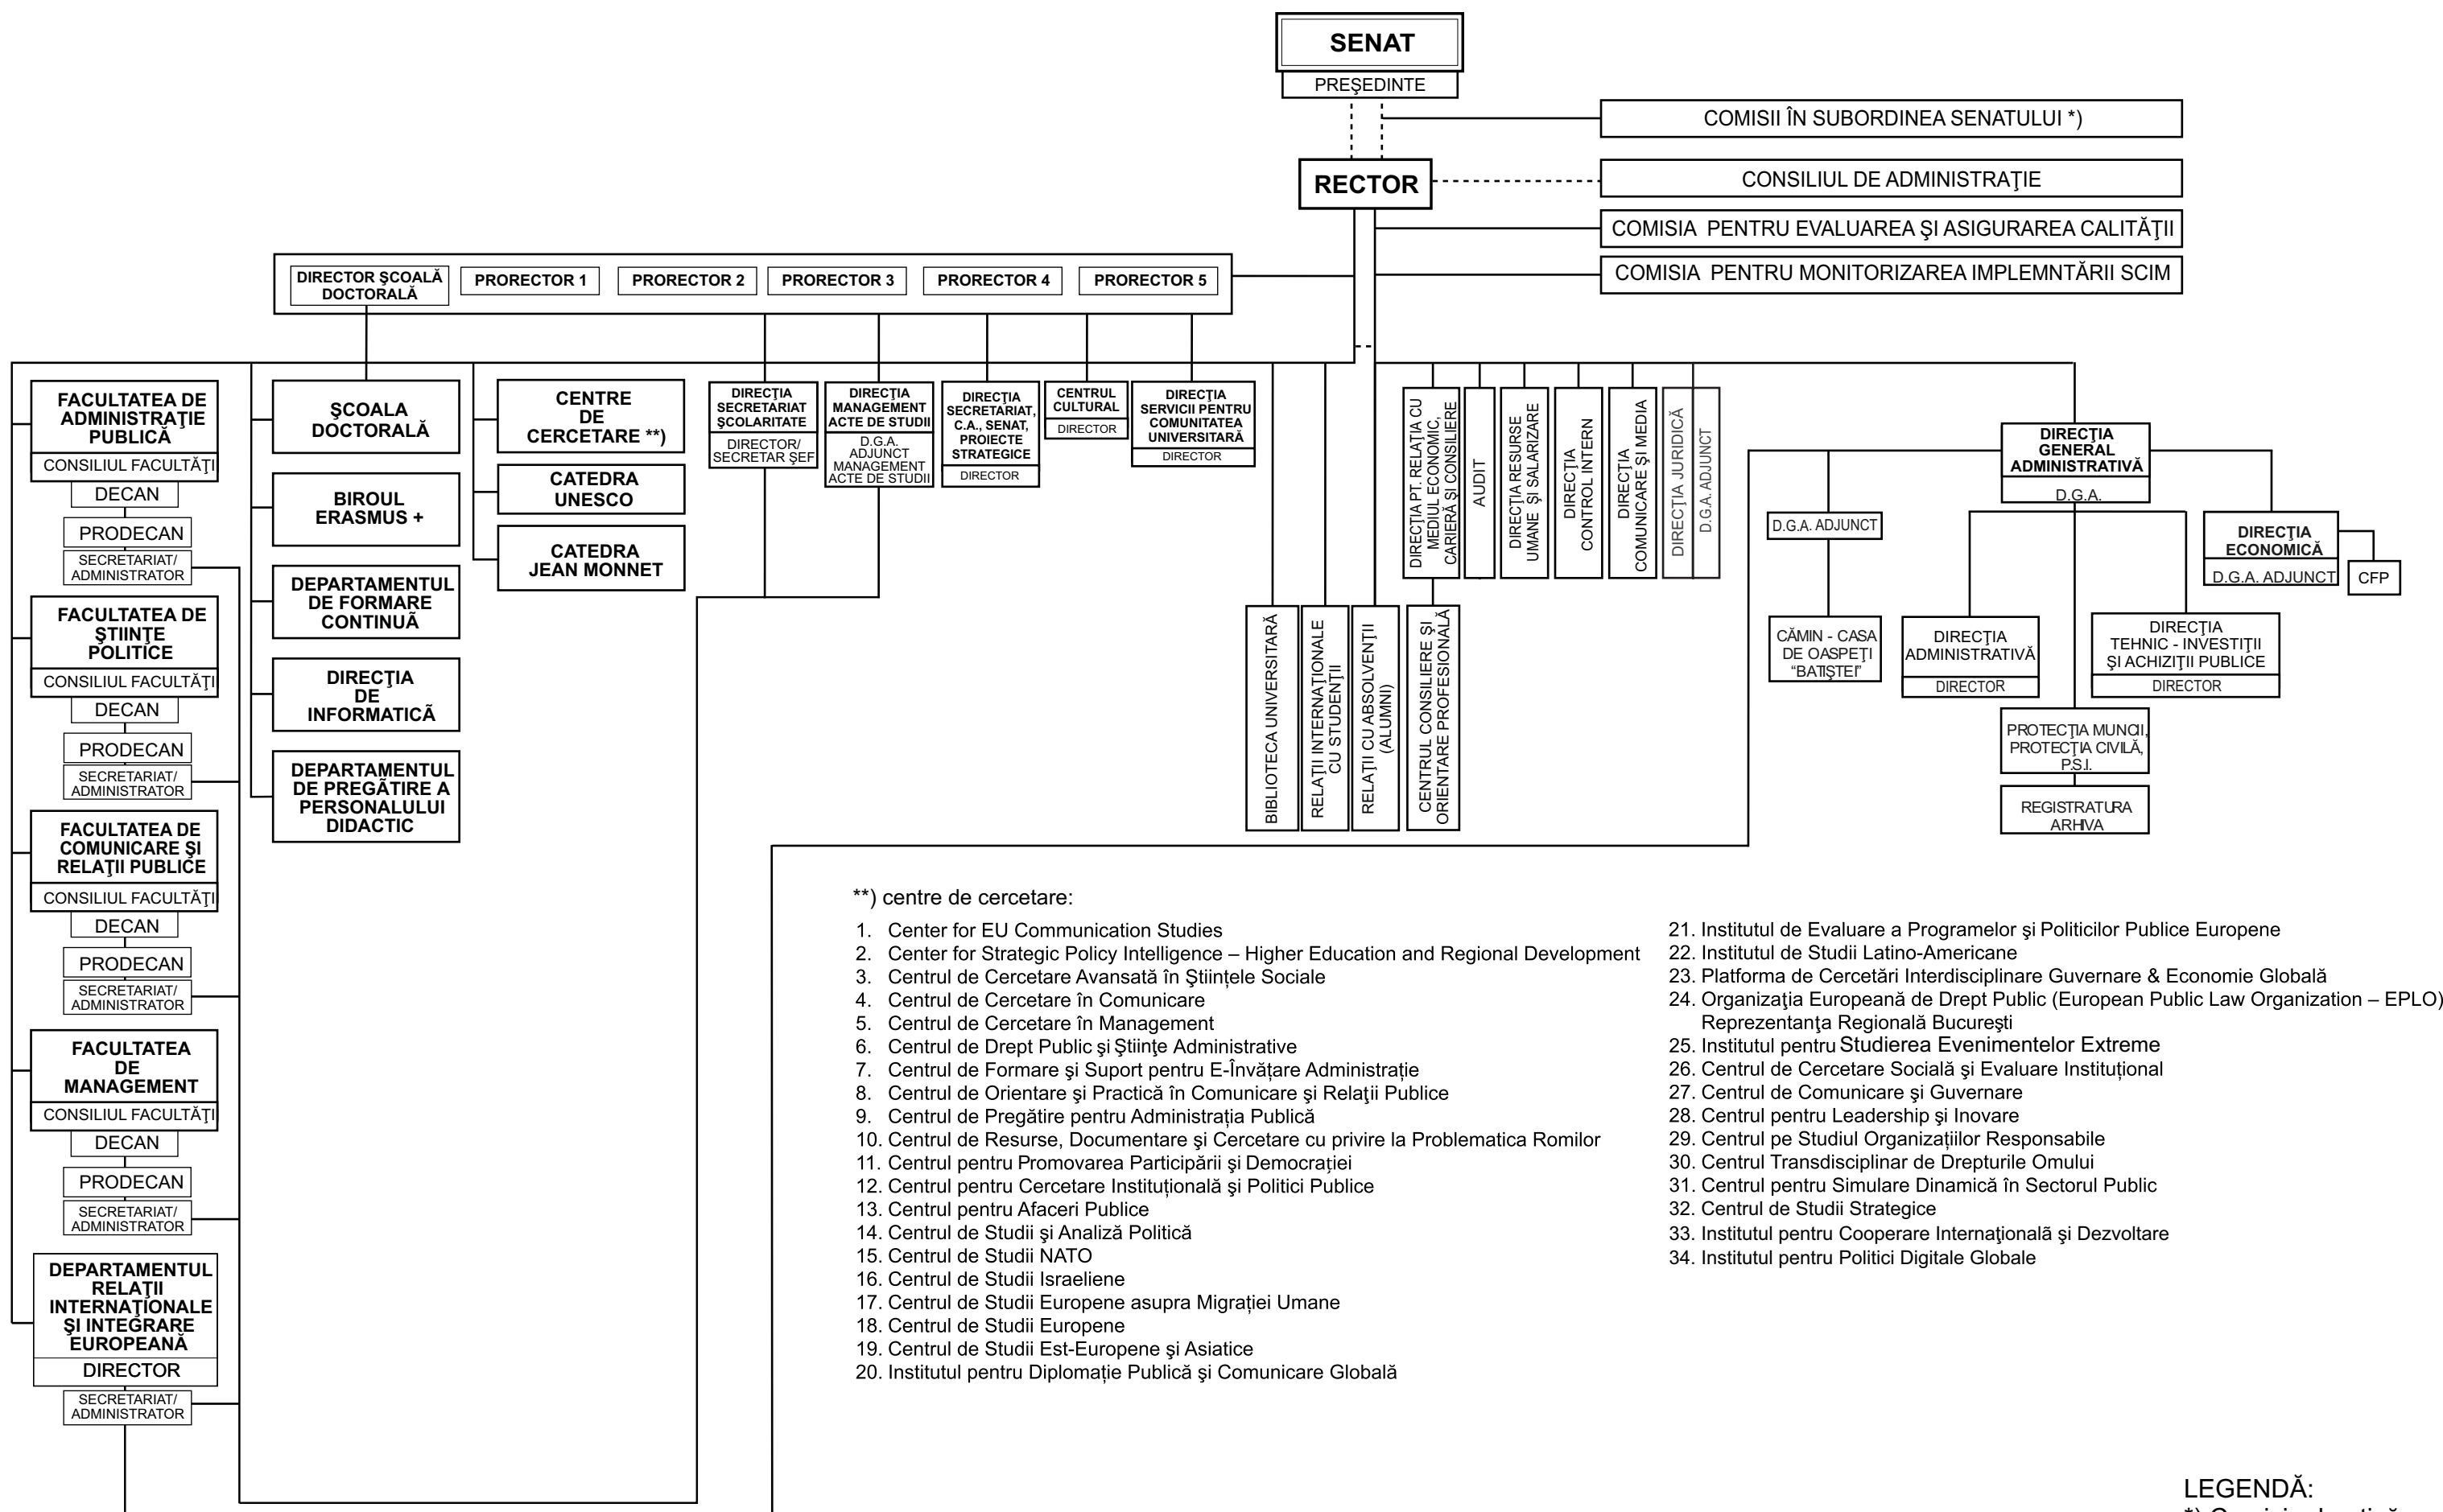 SENAT
PREŞEDINTE
COMISII ÎN SUBORDINEA SENATULUI *)
RECTOR
CONSILIUL DE ADMINISTRAŢIE
COMISIA PENTRU EVALUAREA ŞI ASIGURAREA CALITĂŢII
COMISIA PENTRU MONITORIZAREA IMPLEMNTĂRII SCIM
DIRECTOR ŞCOALĂ
DOCTORALĂ
PRORECTOR 1
PRORECTOR 2
PRORECTOR 3
PRORECTOR 4
PRORECTOR 5
FACULTATEA DE
ADMINISTRAŢIE
PUBLICĂ
CONSILIUL FACULTĂŢI
DECAN
PRODECAN
SECRETARIAT/
ADMINISTRATOR
FACULTATEA DE
ŞTIINŢE
POLITICE
CONSILIUL FACULTĂŢI
DECAN
PRODECAN
SECRETARIAT/
ADMINISTRATOR
FACULTATEA DE
COMUNICARE ŞI
RELAŢII PUBLICE
CONSILIUL FACULTĂŢI
DECAN
PRODECAN
SECRETARIAT/
ADMINISTRATOR
FACULTATEA
DE
MANAGEMENT
CONSILIUL FACULTĂŢI
DECAN
PRODECAN
SECRETARIAT/
ADMINISTRATOR
DEPARTAMENTUL
RELAŢII
INTERNAŢIONALE
ŞI INTEGRARE
EUROPEANĂ
DIRECTOR
SECRETARIAT/
ADMINISTRATOR
ŞCOALA
DOCTORALĂ
BIROUL
ERASMUS +
DEPARTAMENTUL
DE FORMARE
CONTINUÃ
DIRECŢIA
DE
INFORMATICÃ
DEPARTAMENTUL
DE PREGÃTIRE A
PERSONALULUI
DIDACTIC
CENTRE
DE
CERCETARE **)
CATEDRA
UNESCO
CATEDRA
JEAN MONNET
DIRECŢIA
SECRETARIAT
ŞCOLARITATE
DIRECTOR/
SECRETAR ŞEF
DIRECŢIA
MANAGEMENT
ACTE DE STUDII
D.G.A.
ADJUNCT
MANAGEMENT
ACTE DE STUDII
DIRECŢIA
SECRETARIAT,
C.A., SENAT,
PROIECTE
STRATEGICE
DIRECTOR
CENTRUL
CULTURAL
DIRECTOR
DIRECŢIA
SERVICII PENTRU
COMUNITATEA
UNIVERSITARĂ
DIRECTOR
BIBLIOTECA UNIVERSITARĂ
RELAŢII INTERNAŢIONALE
CU STUDENŢII
RELAŢII CU ABSOLVENŢII
(ALUMNI)
DIRECŢIA PT. RELAŢIA CU
MEDIUL ECONOMIC,
CARIERĂ ŞI CONSILIERE
CENTRUL CONSILIERE ŞI
ORIENTARE PROFESIONALĂ
AUDIT
DIRECŢIA RESURSE
UMANE ŞI SALARIZARE
DIRECŢIA
CONTROL INTERN
DIRECŢIA
COMUNICARE ŞI MEDIA
DIRECŢIA JURIDICĂ
D.G.A. ADJUNCT
DIRECŢIA
GENERAL
ADMINISTRATIVĂ
D.G.A.
D.G.A. ADJUNCT
CĂMIN - CASA
DE OASPEŢI
“BATIŞTEI”
DIRECŢIA
ADMINISTRATIVĂ
DIRECTOR
DIRECŢIA
TEHNIC - INVESTIŢII
ŞI ACHIZIŢII PUBLICE
DIRECTOR
DIRECŢIA
ECONOMICĂ
D.G.A. ADJUNCT
CFP
PROTECŢIA MUNCII,
PROTECŢIA CIVILĂ,
P.S.I.
REGISTRATURA
ARHIVA
**) centre de cercetare:
1. Center for EU Communication Studies
2. Center for Strategic Policy Intelligence – Higher Education and Regional Development
3. Centrul de Cercetare Avansată în Ştiințele Sociale
4. Centrul de Cercetare în Comunicare
5. Centrul de Cercetare în Management
6. Centrul de Drept Public şi Ştiinţe Administrative
7. Centrul de Formare şi Suport pentru E-Învățare Administrație
8. Centrul de Orientare şi Practică în Comunicare şi Relaţii Publice
9. Centrul de Pregătire pentru Administrația Publică
10. Centrul de Resurse, Documentare şi Cercetare cu privire la Problematica Romilor
11. Centrul pentru Promovarea Participării şi Democrației
12. Centrul pentru Cercetare Instituțională şi Politici Publice
13. Centrul pentru Afaceri Publice
14. Centrul de Studii şi Analiză Politică
15. Centrul de Studii NATO
16. Centrul de Studii Israeliene
17. Centrul de Studii Europene asupra Migrației Umane
18. Centrul de Studii Europene
19. Centrul de Studii Est-Europene şi Asiatice
20. Institutul pentru Diplomație Publică şi Comunicare Globală
21. Institutul de Evaluare a Programelor şi Politicilor Publice Europene
22. Institutul de Studii Latino-Americane
23. Platforma de Cercetări Interdisciplinare Guvernare & Economie Globală
24. Organizaţia Europeană de Drept Public (European Public Law Organization – EPLO)
Reprezentanţa Regională Bucureşti
25. Institutul pentru Studierea Evenimentelor Extreme
26. Centrul de Cercetare Socială şi Evaluare Instituțional
27. Centrul de Comunicare şi Guvernare
28. Centrul pentru Leadership şi Inovare
29. Centrul pe Studiul Organizațiilor Responsabile
30. Centrul Transdisciplinar de Drepturile Omului
31. Centrul pentru Simulare Dinamică în Sectorul Public
32. Centrul de Studii Strategice
33. Institutul pentru Cooperare Internaţionalã şi Dezvoltare
34. Institutul pentru Politici Digitale Globale
LEGENDĂ: